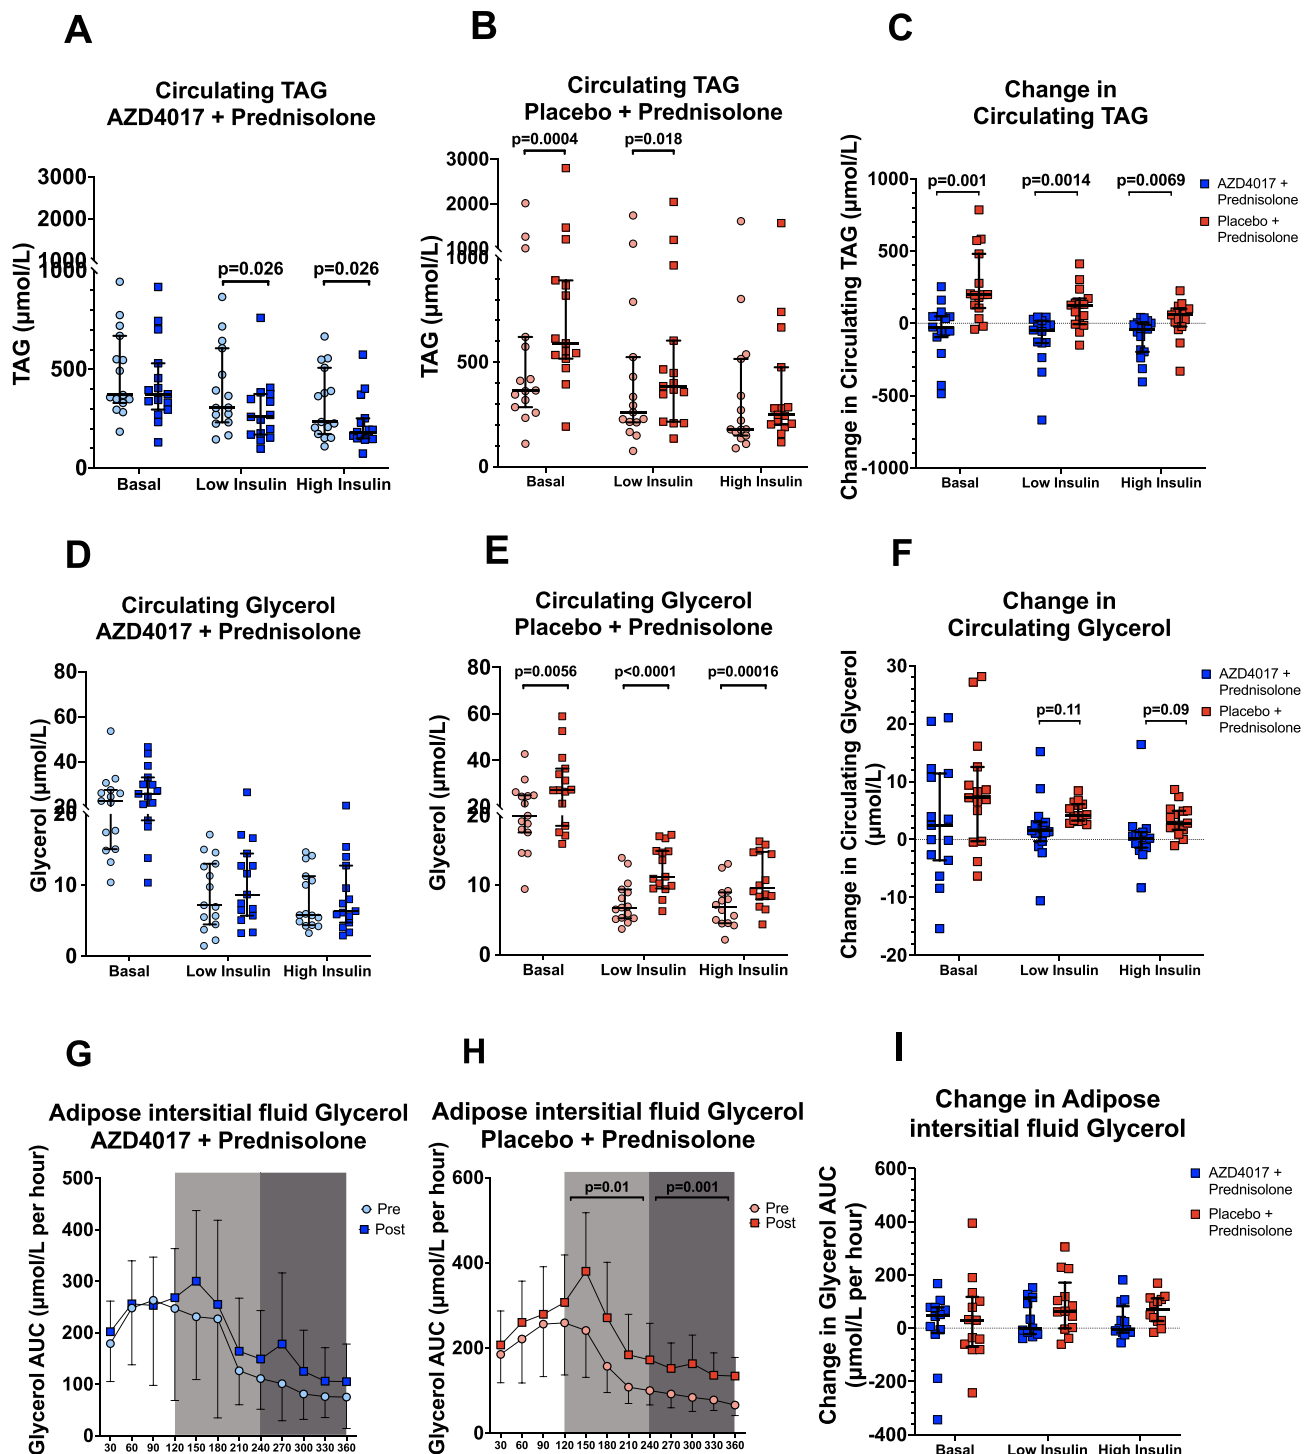 A
Circulating TAG
AZD4017 + Prednisolone
TAG (μmol/L)
3000
2000
1000
1000
500
0
p=0.026
p=0.026
Basal
Low Insulin
High Insulin
B
Circulating TAG
Placebo + Prednisolone
TAG (μmol/L)
3000
2000
1000
1000
500
0
p=0.0004
p=0.018
Basal
Low Insulin
High Insulin
C
Change in
Circulating TAG
Change in Circulating TAG (μmol/L)
1000
500
0
-500
-1000
p=0.001
p=0.0014
p=0.0069
AZD4017 +
Prednisolone
Placebo +
Prednisolone
Basal
Low Insulin
High Insulin
D
Circulating Glycerol
AZD4017 + Prednisolone
Glycerol (μmol/L)
80
60
40
20
20
10
0
Basal
Low Insulin
High Insulin
E
Circulating Glycerol
Placebo + Prednisolone
Glycerol (μmol/L)
80
60
40
20
20
10
0
p=0.0056
p<0.0001
p=0.00016
Basal
Low Insulin
High Insulin
F
Change in
Circulating Glycerol
Change in Circulating Glycerol
(μmol/L)
30
20
10
0
-10
-20
p=0.11
p=0.09
AZD4017 +
Prednisolone
Placebo +
Prednisolone
Basal
Low Insulin
High Insulin
G
Adipose intersitial fluid Glycerol
AZD4017 + Prednisolone
Glycerol AUC (μmol/L per hour)
500
400
300
200
100
0
Pre
Post
30 60 90 120 150 180 210 240 270 300 330 360
H
Adipose intersitial fluid Glycerol
Placebo + Prednisolone
Glycerol AUC (μmol/L per hour)
600
400
200
0
p=0.01
p=0.001
Pre
Post
30 60 90 120 150 180 210 240 270 300 330 360
I
Change in Adipose
intersitial fluid Glycerol
Change in Glycerol AUC
(μmol/L per hour)
600
400
200
0
-200
-400
AZD4017 +
Prednisolone
Placebo +
Prednisolone
Basal
Low Insulin
High Insulin